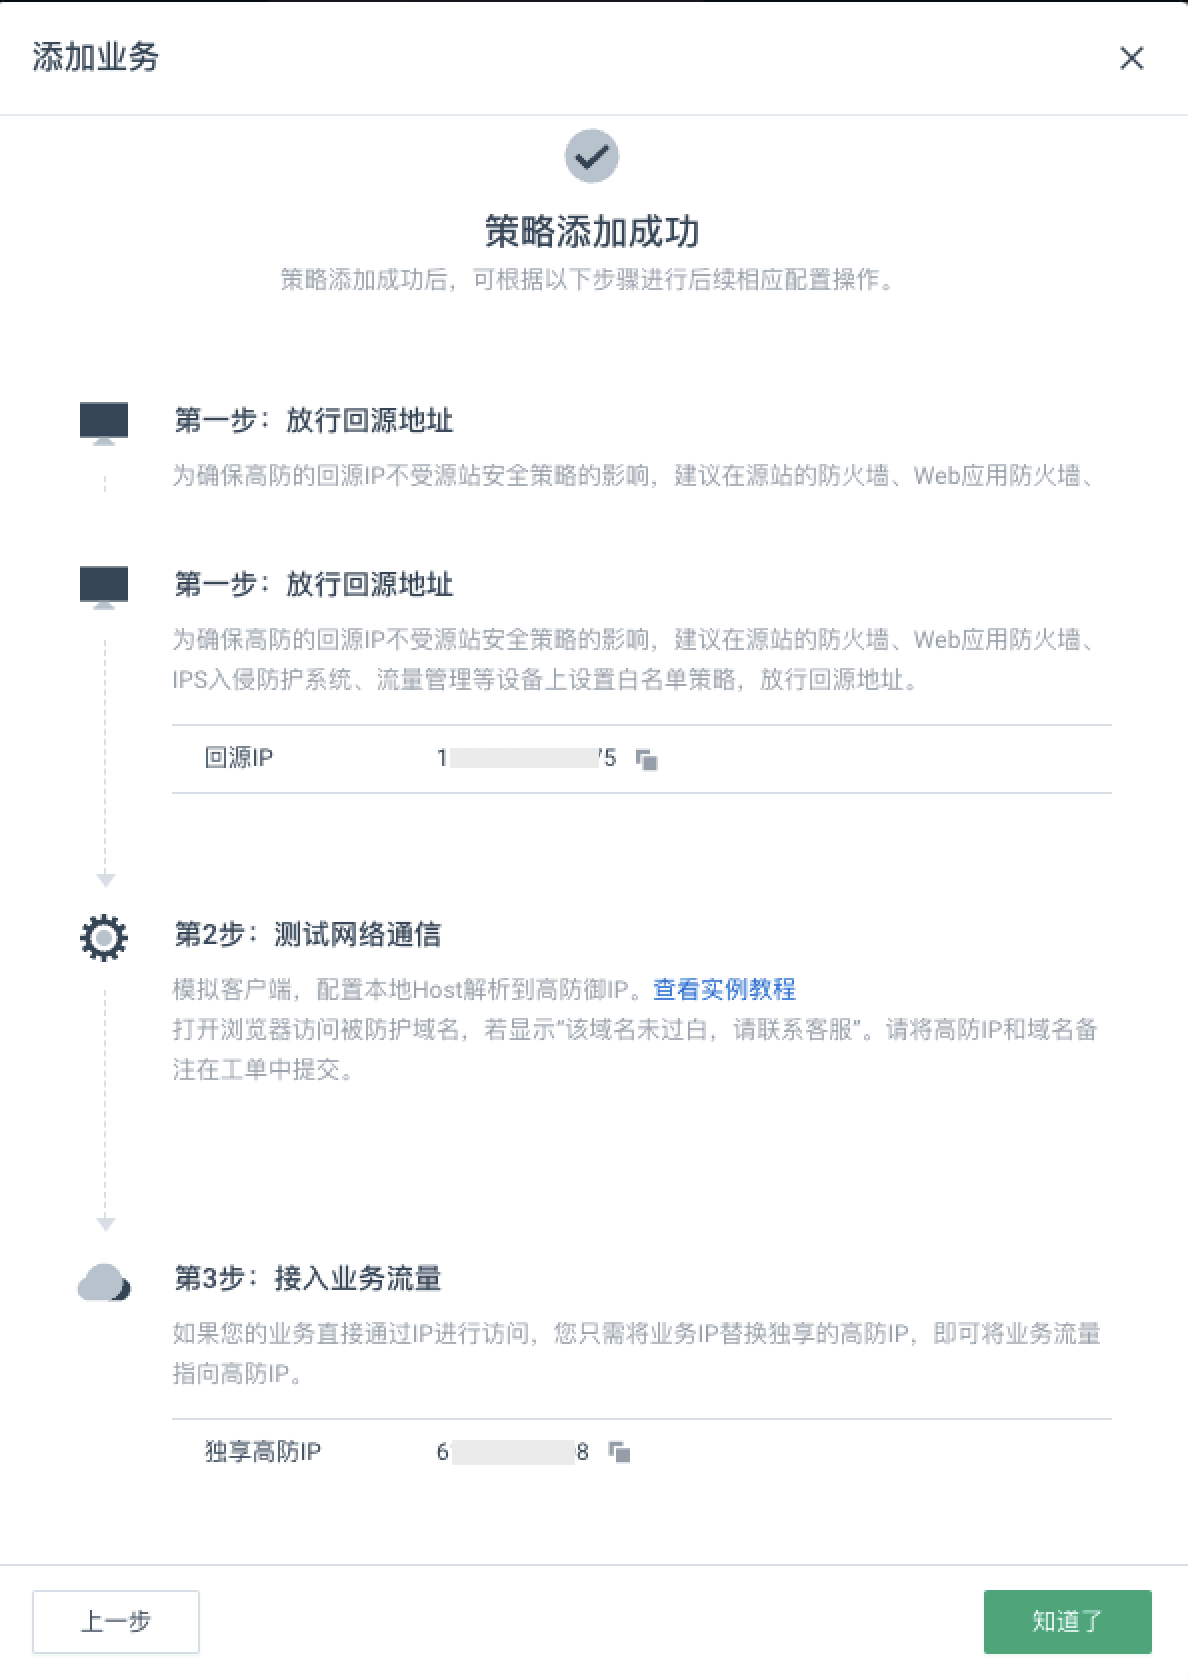 添加业务
策略添加成功
策略添加成功后，可根据以下步骤进行后续相应配置操作。
第一步：放行回源地址
为确保高防的回源IP不受源站安全策略的影响，建议在源站的防火墙、Web应用防火墙、
第一步：放行回源地址
为确保高防的回源IP不受源站安全策略的影响，建议在源站的防火墙、Web应用防火墙、
IPS入侵防护系统、流量管理等设备上设置白名单策略，放行回源地址。
回源IP 1 5
第2步：测试网络通信
模拟客户端，配置本地Host解析到高防御IP。查看实例教程
打开浏览器访问被防护域名，若显示“该域名未过白，请联系客服”。请将高防IP和域名备
注在工单中提交。
第3步：接入业务流量
如果您的业务直接通过IP进行访问，您只需将业务IP替换独享的高防IP，即可将业务流量
指向高防IP。
独享高防IP 6 8
上一步 知道了